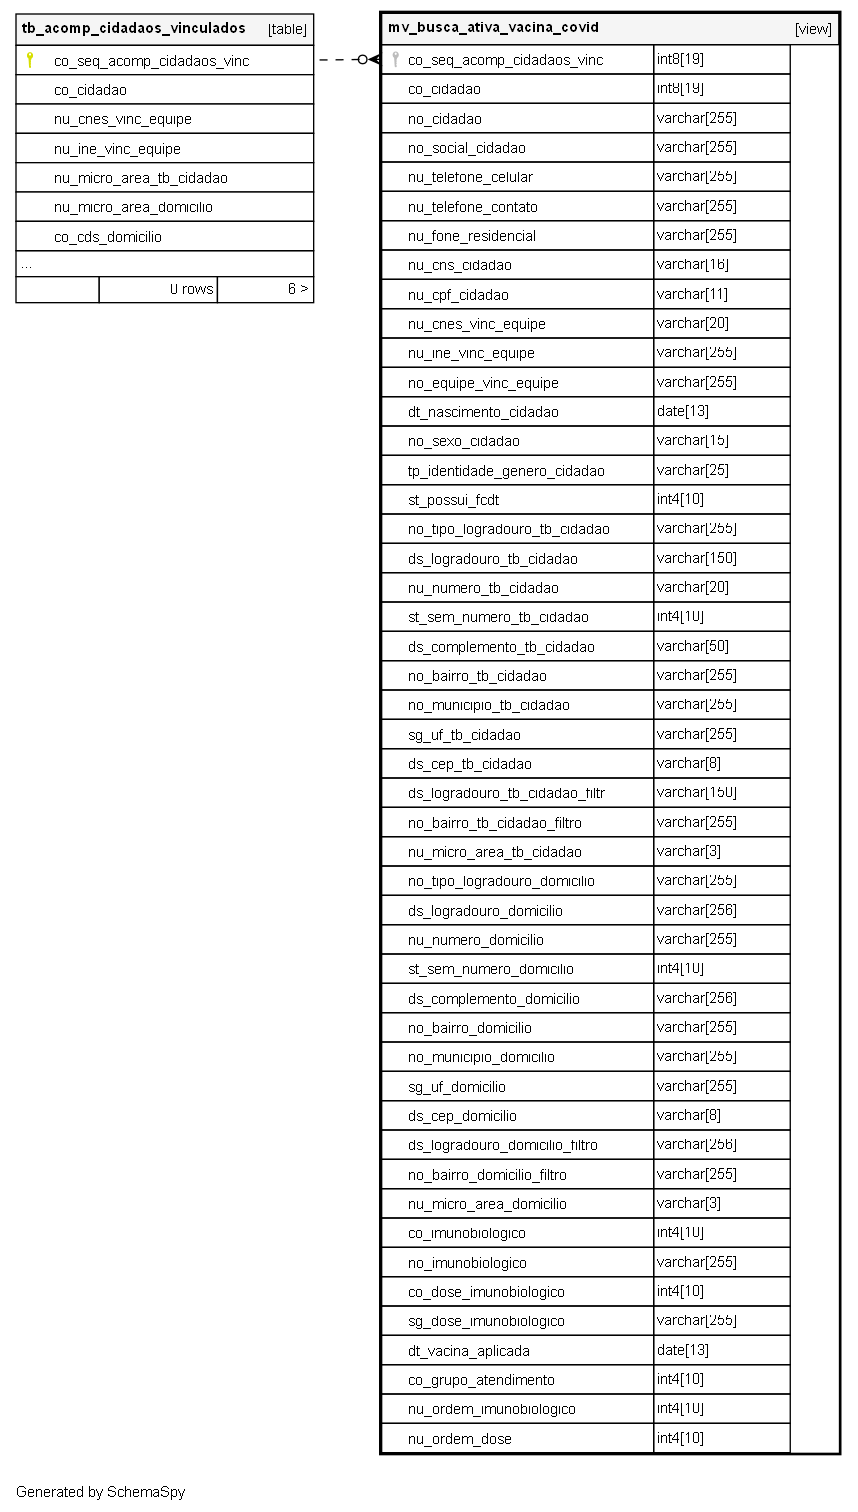 tb_acomp_cidadaos_vinculados [table]
co_seq_acomp_cidadaos_vinc
co_cidadao
nu_cnes_vinc_equipe
nu_ine_vinc_equipe
nu_micro_area_tb_cidadao
nu_micro_area_domicilio
co_cds_domicilio
...
0 rows 6 >
mv_busca_ativa_vacina_covid [view]
co_seq_acomp_cidadaos_vinc int8[19]
co_cidadao int8[19]
no_cidadao varchar[255]
no_social_cidadao varchar[255]
nu_telefone_celular varchar[255]
nu_telefone_contato varchar[255]
nu_fone_residencial varchar[255]
nu_cns_cidadao varchar[16]
nu_cpf_cidadao varchar[11]
nu_cnes_vinc_equipe varchar[20]
nu_ine_vinc_equipe varchar[255]
no_equipe_vinc_equipe varchar[255]
dt_nascimento_cidadao date[13]
no_sexo_cidadao varchar[15]
tp_identidade_genero_cidadao varchar[25]
st_possui_fcdt int4[10]
no_tipo_logradouro_tb_cidadao varchar[255]
ds_logradouro_tb_cidadao varchar[150]
nu_numero_tb_cidadao varchar[20]
st_sem_numero_tb_cidadao int4[10]
ds_complemento_tb_cidadao varchar[50]
no_bairro_tb_cidadao varchar[255]
no_municipio_tb_cidadao varchar[255]
sg_uf_tb_cidadao varchar[255]
ds_cep_tb_cidadao varchar[8]
ds_logradouro_tb_cidadao_filtr varchar[150]
no_bairro_tb_cidadao_filtro varchar[255]
nu_micro_area_tb_cidadao varchar[3]
no_tipo_logradouro_domicilio varchar[255]
ds_logradouro_domicilio varchar[256]
nu_numero_domicilio varchar[255]
st_sem_numero_domicilio int4[10]
ds_complemento_domicilio varchar[256]
no_bairro_domicilio varchar[255]
no_municipio_domicilio varchar[255]
sg_uf_domicilio varchar[255]
ds_cep_domicilio varchar[8]
ds_logradouro_domicilio_filtro varchar[256]
no_bairro_domicilio_filtro varchar[255]
nu_micro_area_domicilio varchar[3]
co_imunobiologico int4[10]
no_imunobiologico varchar[255]
co_dose_imunobiologico int4[10]
sg_dose_imunobiologico varchar[255]
dt_vacina_aplicada date[13]
co_grupo_atendimento int4[10]
nu_ordem_imunobiologico int4[10]
nu_ordem_dose int4[10]
Generated by SchemaSpy